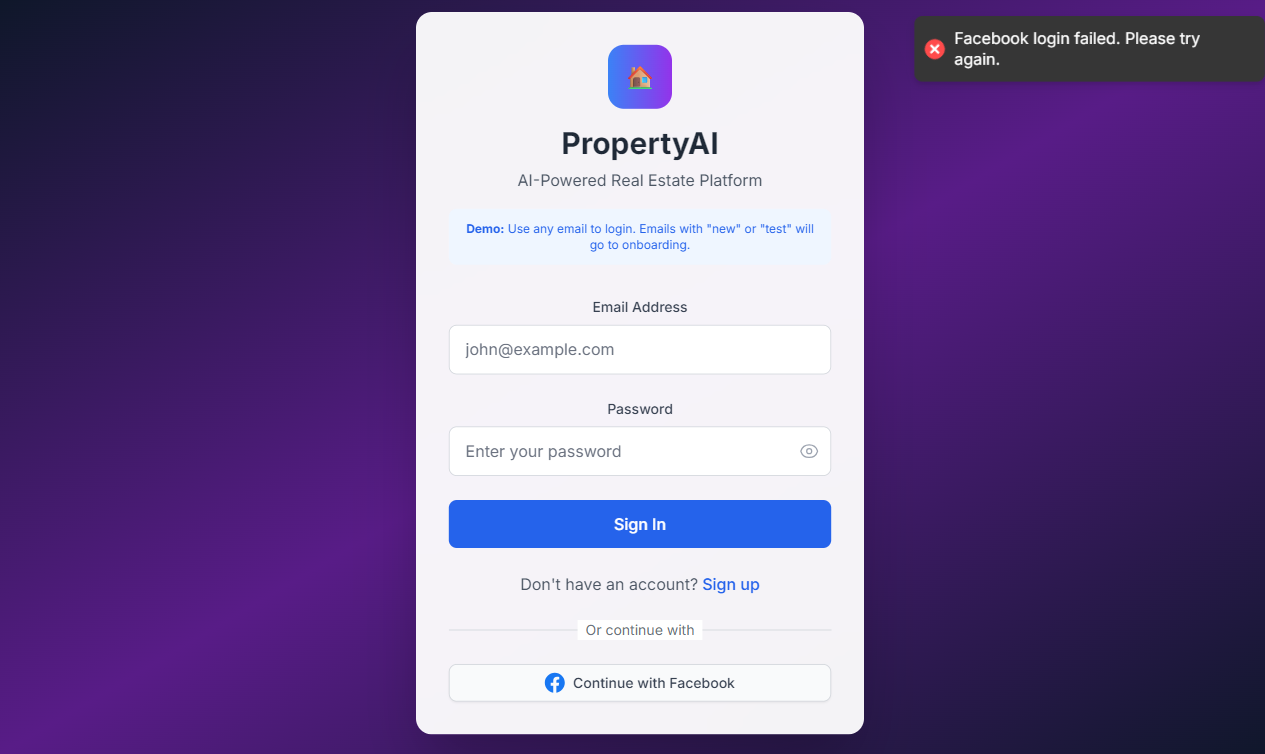 Facebook login failed. Please try
again.
PropertyAI
AI-Powered Real Estate Platform
Demo: Use any email to login. Emails with "new" or "test" will
go to onboarding.
Email Address
john@example.com
Password
Enter your password
Sign In
Don't have an account? Sign up
Or continue with
Continue with Facebook